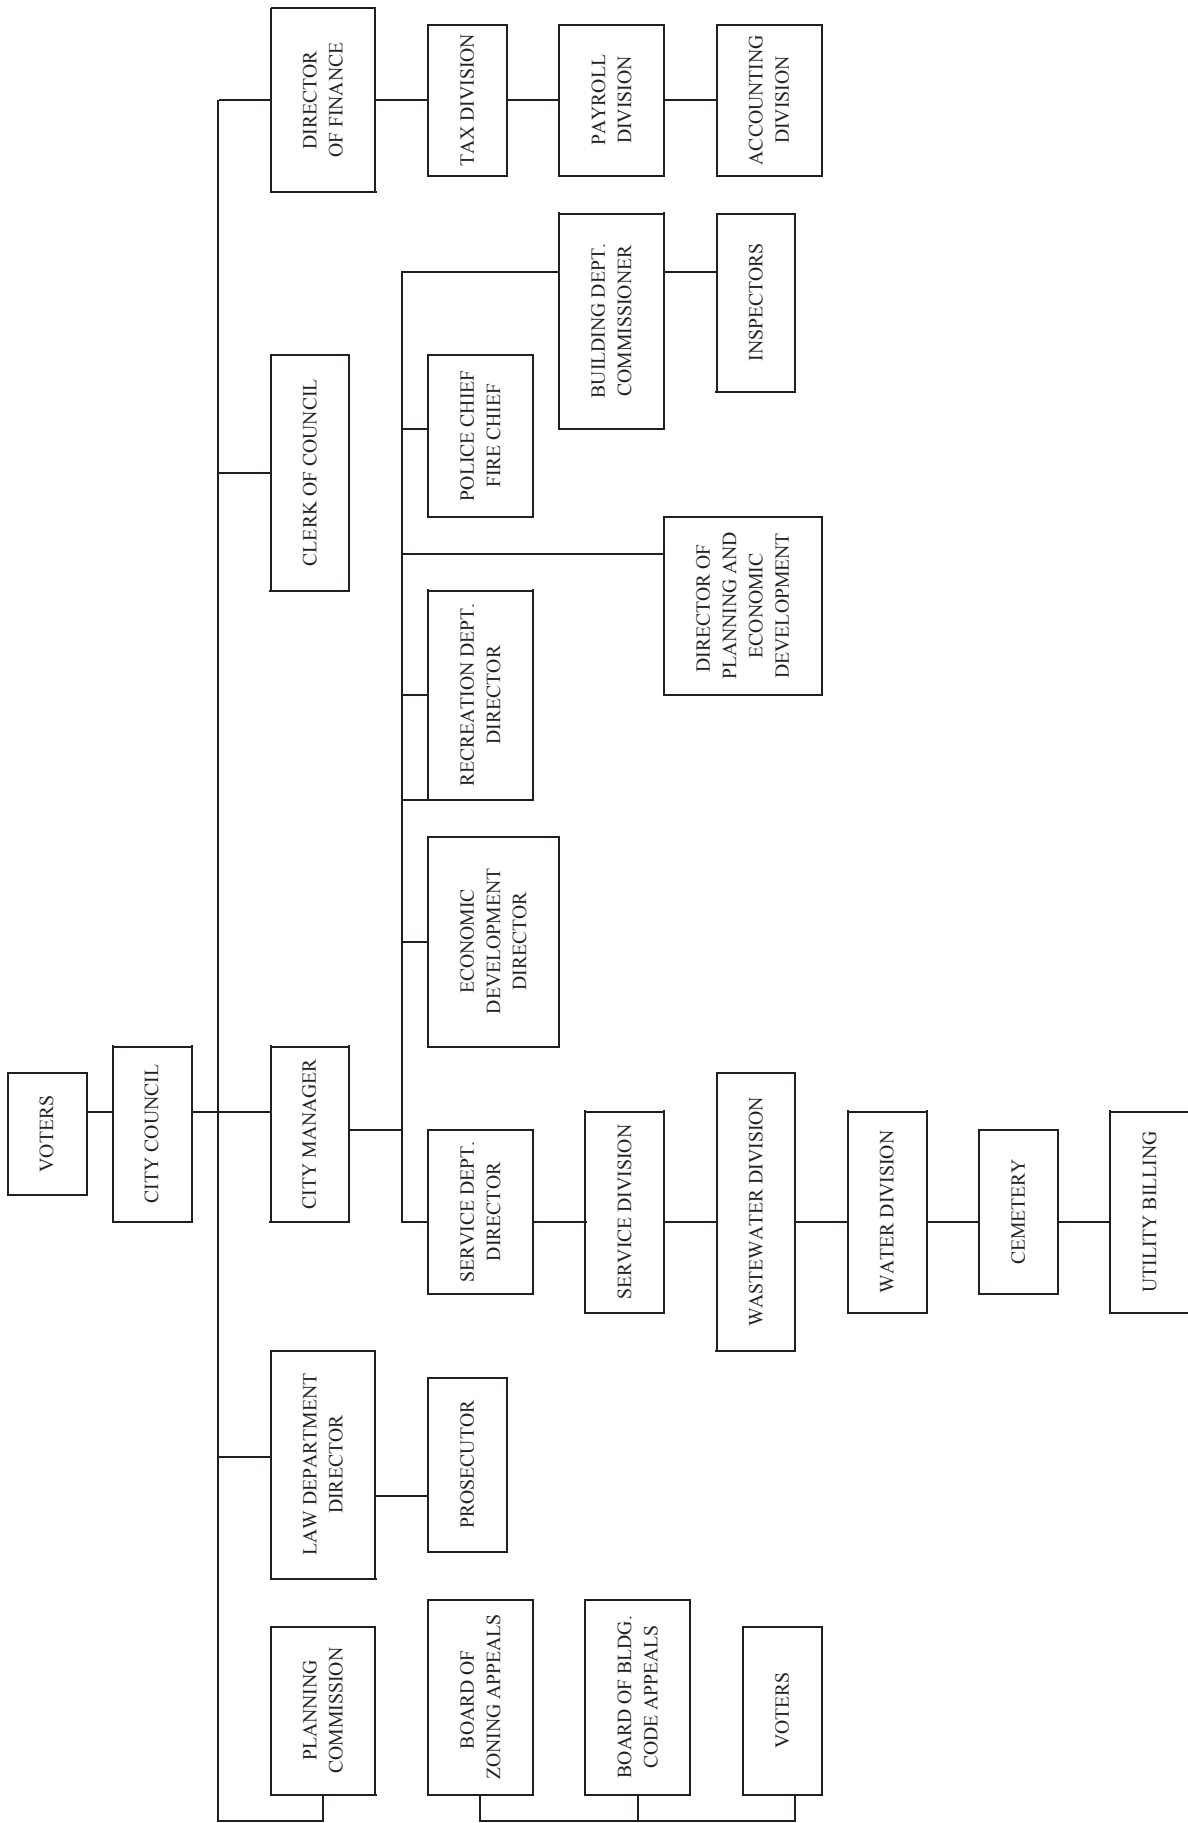 VOTERS
CITY COUNCIL
PLANNING
COMMISSION
LAW DEPARTMENT
DIRECTOR
CITY MANAGER
CLERK OF COUNCIL
DIRECTOR
OF FINANCE
BOARD OF
ZONING APPEALS
PROSECUTOR
SERVICE DEPT.
DIRECTOR
ECONOMIC
DEVELOPMENT
DIRECTOR
RECREATION DEPT.
DIRECTOR
POLICE CHIEF
FIRE CHIEF
TAX DIVISION
BOARD OF BLDG.
CODE APPEALS
SERVICE DIVISION
BUILDING DEPT.
COMMISSIONER
PAYROLL
DIVISION
VOTERS
WASTEWATER DIVISION
DIRECTOR OF
PLANNING AND
ECONOMIC
DEVELOPMENT
INSPECTORS
ACCOUNTING
DIVISION
WATER DIVISION
CEMETERY
UTILITY BILLING